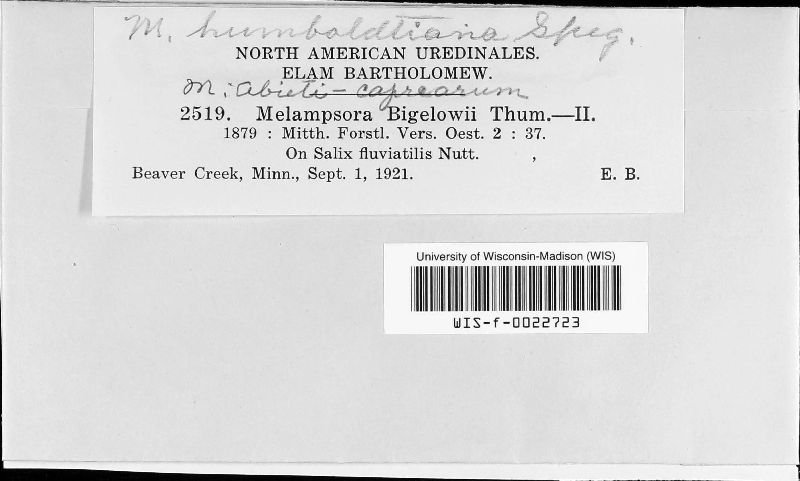 M. humboldtiana Speg.
NORTH AMERICAN UREDINALES.
ELAM BARTHOLOMEW.
M. abieti-caprearum
2519. Melampsora Bigelowii Thum.—II.
1879 : Mitth. Forstl. Vers. Oest. 2 : 37.
On Salix fluviatilis Nutt.
Beaver Creek, Minn., Sept. 1, 1921. E. B.
University of Wisconsin-Madison (WIS)
WIS-f-0022723